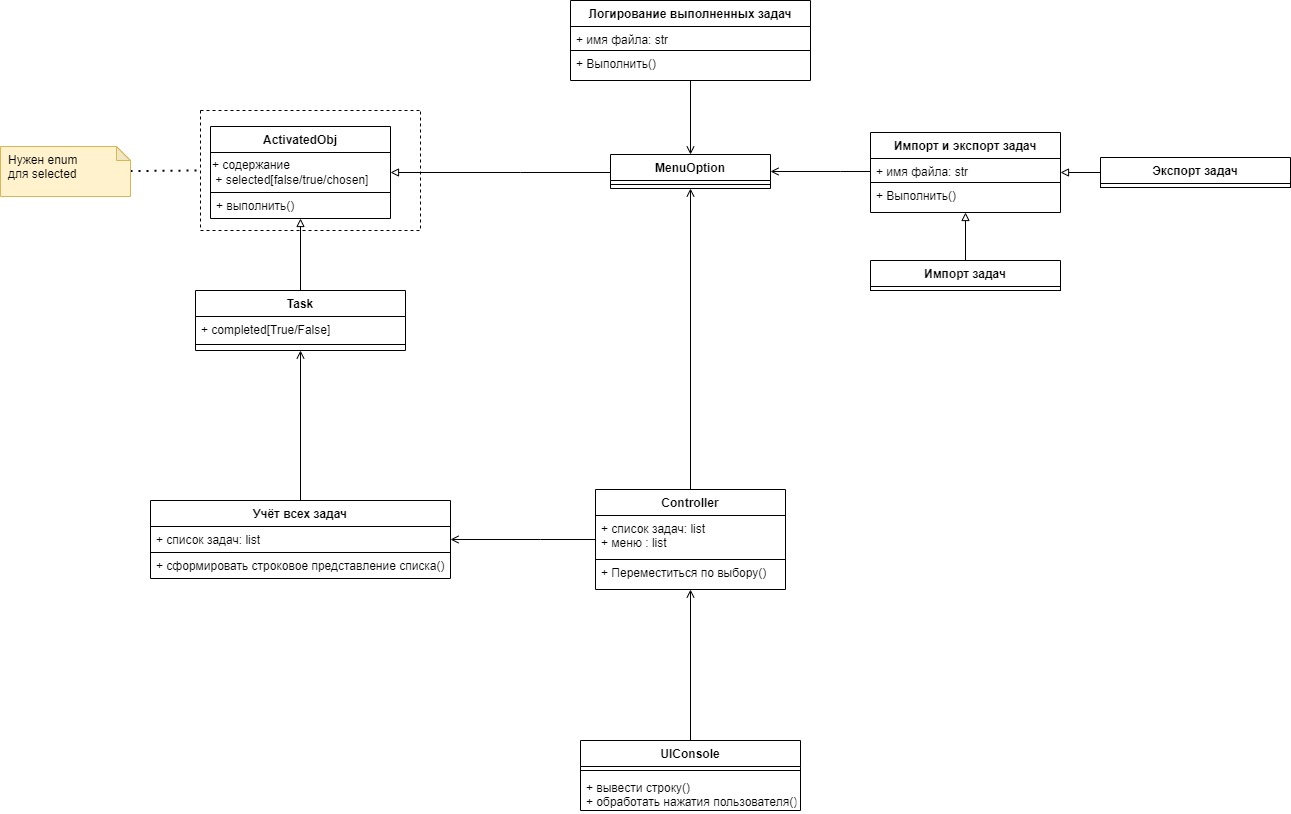 Логирование выполненных задач
+ имя файла: str
+ Выполнить()
ActivatedObj
+ содержание
+ selected[false/true/chosen]
+ выполнить()
Нужен enum
для selected
MenuOption
Импорт и экспорт задач
+ имя файла: str
+ Выполнить()
Экспорт задач
Импорт задач
Task
+ completed[True/False]
Учёт всех задач
+ список задач: list
+ сформировать строковое представление списка()
Controller
+ список задач: list
+ меню : list
+ Переместиться по выбору()
UIConsole
+ вывести строку()
+ обработать нажатия пользователя()